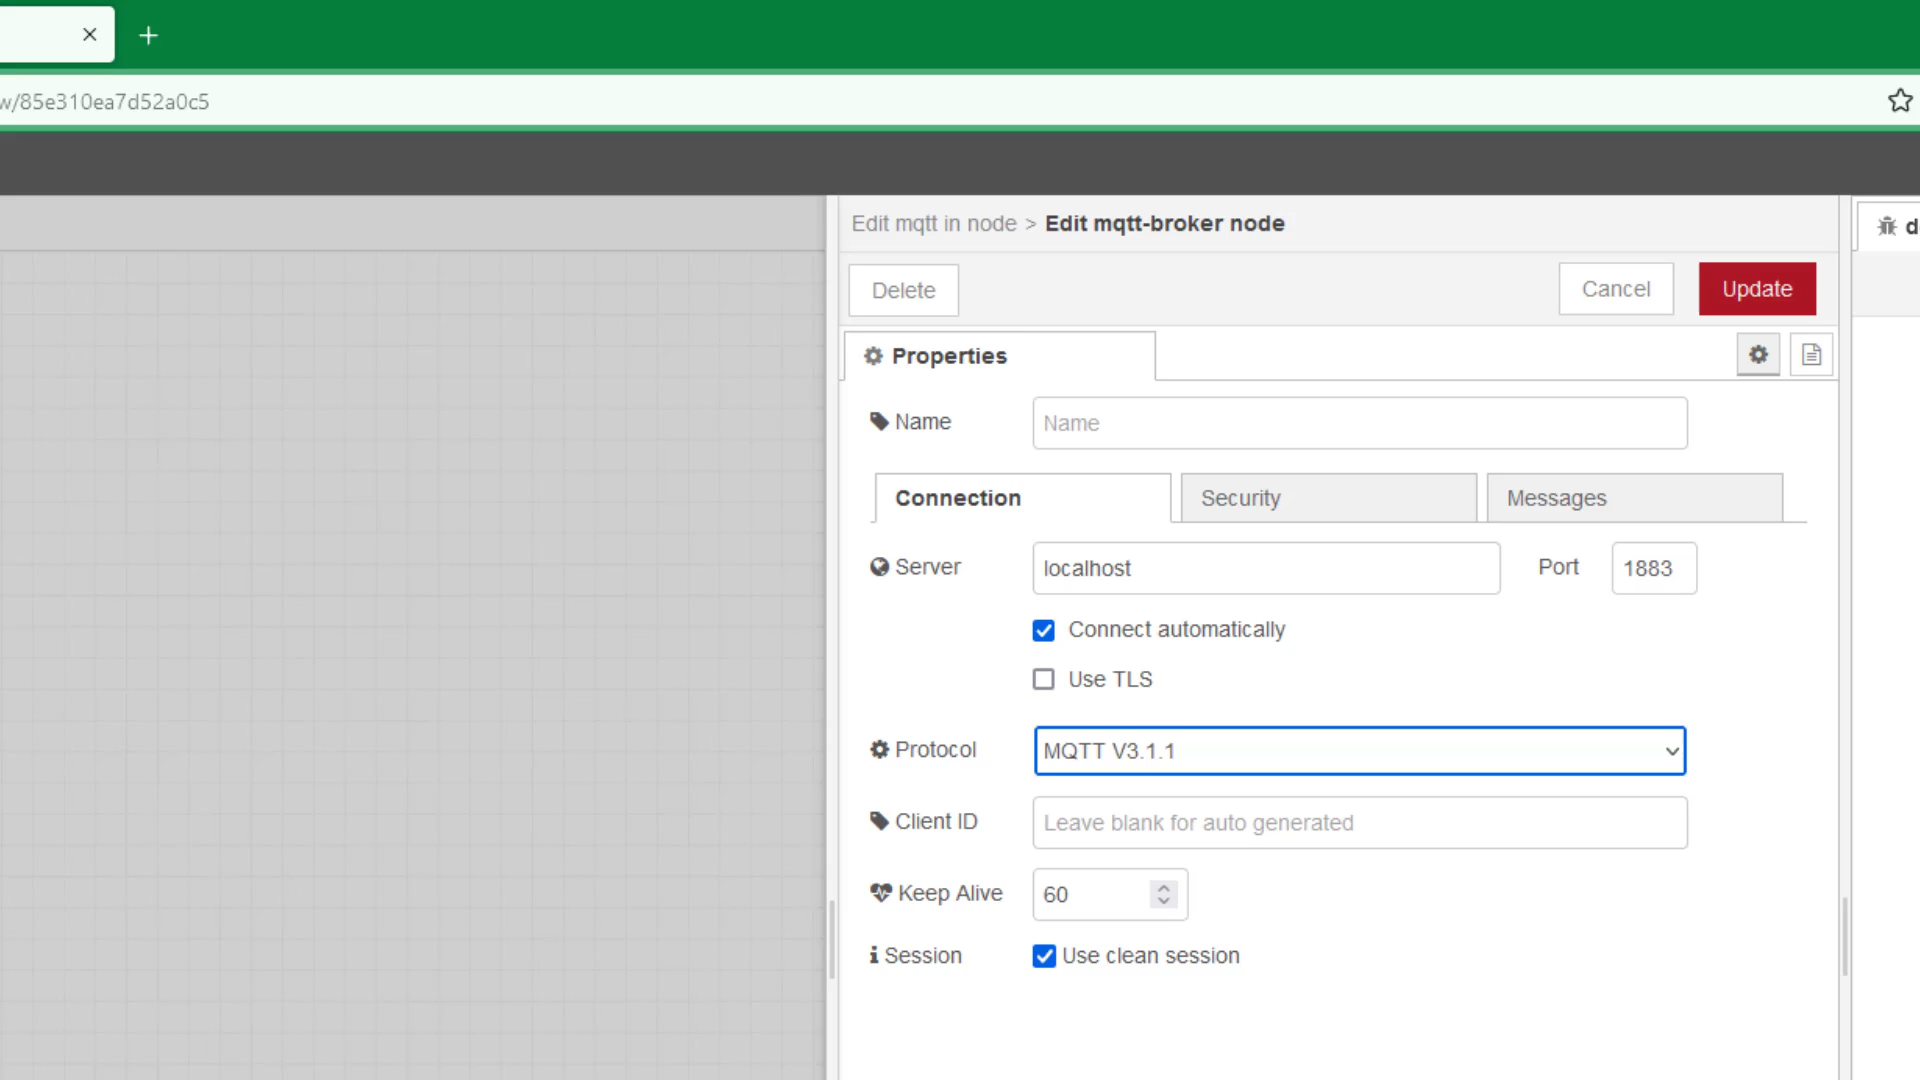 w/85e310ea7d52a0c5
Edit mqtt in node > Edit mqtt-broker node
Delete Cancel Update
Properties
Name Name
Connection Security Messages
Server localhost Port 1883
Connect automatically
Use TLS
Protocol MQTT V3.1.1
Client ID Leave blank for auto generated
Keep Alive 60
Session Use clean session